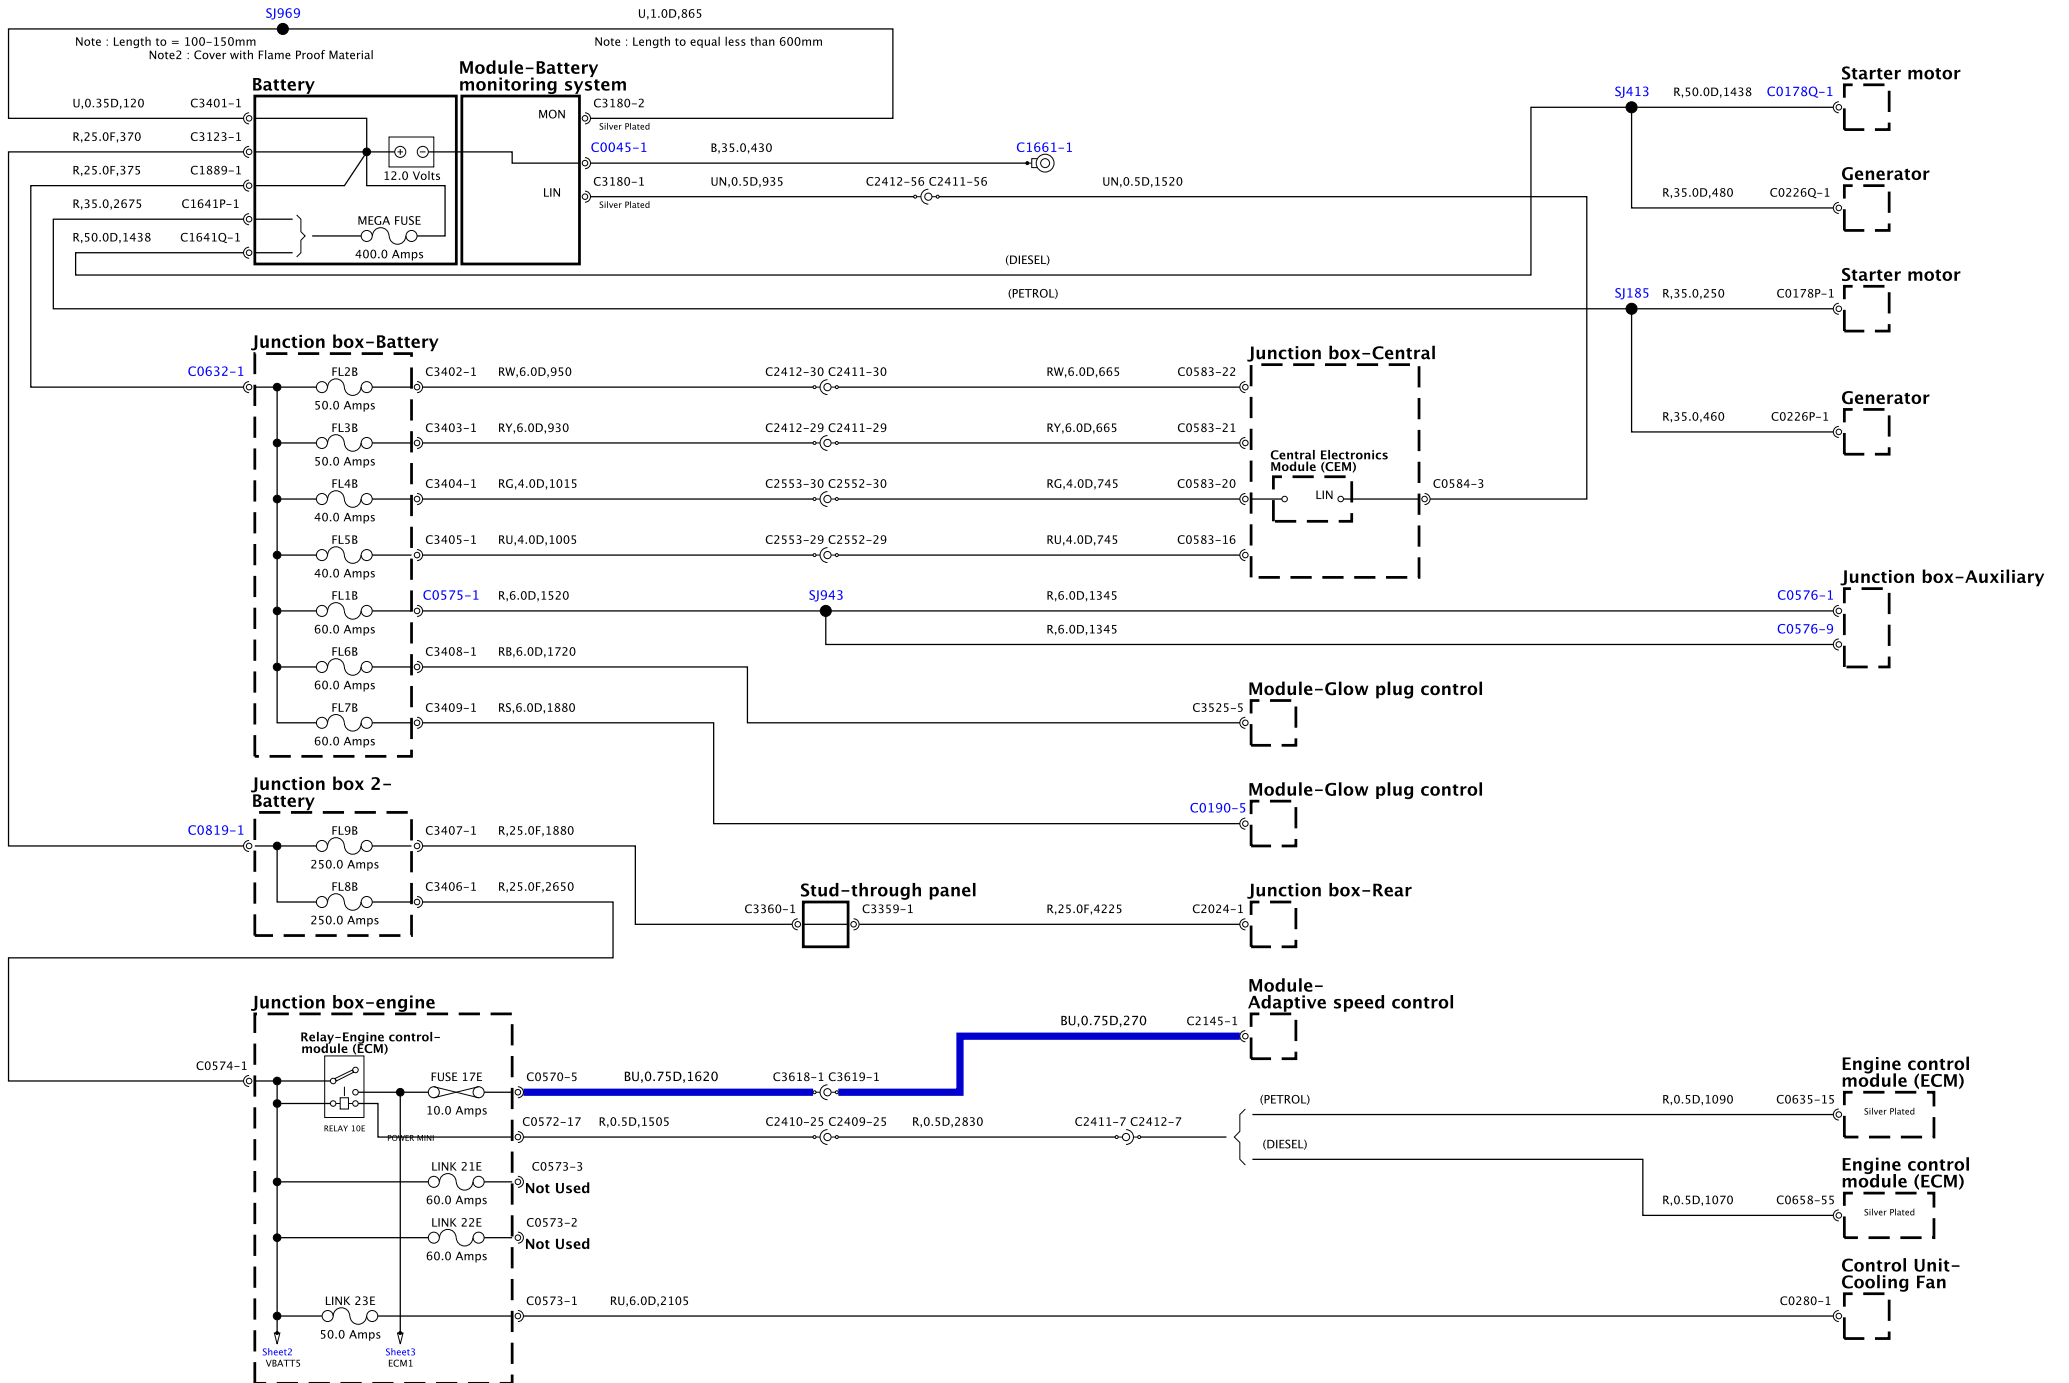 SJ969
U,1.0D,865
Note : Length to = 100-150mm
Note2 : Cover with Flame Proof Material
Note : Length to equal less than 600mm
Battery
Module-Battery
monitoring system
U,0.35D,120 C3401-1
R,25.0F,370 C3123-1
R,25.0F,375 C1889-1
R,35.0,2675 C1641P-1
R,50.0D,1438 C1641Q-1
12.0 Volts
MEGA FUSE
400.0 Amps
MON
LIN
C3180-2
Silver Plated
C0045-1 B,35.0,430 C1661-1
C3180-1 UN,0.5D,935 C2412-56 C2411-56 UN,0.5D,1520
Silver Plated
(DIESEL)
(PETROL)
Starter motor
SJ413 R,50.0D,1438 C0178Q-1
Generator
R,35.0D,480 C0226Q-1
Starter motor
SJ185 R,35.0,250 C0178P-1
Generator
R,35.0,460 C0226P-1
Junction box-Battery
C0632-1
FL2B
50.0 Amps
C3402-1 RW,6.0D,950 C2412-30 C2411-30 RW,6.0D,665 C0583-22
FL3B
50.0 Amps
C3403-1 RY,6.0D,930 C2412-29 C2411-29 RY,6.0D,665 C0583-21
FL4B
40.0 Amps
C3404-1 RG,4.0D,1015 C2553-30 C2552-30 RG,4.0D,745 C0583-20
FL5B
40.0 Amps
C3405-1 RU,4.0D,1005 C2553-29 C2552-29 RU,4.0D,745 C0583-16
Junction box-Central
Central Electronics
Module (CEM)
LIN
C0584-3
FL1B
60.0 Amps
C0575-1 R,6.0D,1520 SJ943 R,6.0D,1345 C0576-1
R,6.0D,1345 C0576-9
Junction box-Auxiliary
FL6B
60.0 Amps
C3408-1 RB,6.0D,1720
Module-Glow plug control
C3525-5
FL7B
60.0 Amps
C3409-1 RS,6.0D,1880
Module-Glow plug control
C0190-5
Junction box 2-
Battery
C0819-1
FL9B
250.0 Amps
C3407-1 R,25.0F,1880
FL8B
250.0 Amps
C3406-1 R,25.0F,2650
Stud-through panel
C3360-1 C3359-1 R,25.0F,4225 C2024-1
Junction box-Rear
Junction box-engine
C0574-1
Relay-Engine control-
module (ECM)
RELAY 10E
POWER MINI
FUSE 17E
10.0 Amps
C0570-5 BU,0.75D,1620 C3618-1 C3619-1
BU,0.75D,270 C2145-1
Module-
Adaptive speed control
C0572-17 R,0.5D,1505 C2410-25 C2409-25 R,0.5D,2830 C2411-7 C2412-7
(PETROL)
(DIESEL)
R,0.5D,1090 C0635-15
Engine control
module (ECM)
Silver Plated
R,0.5D,1070 C0658-55
Engine control
module (ECM)
Silver Plated
LINK 21E
60.0 Amps
C0573-3
Not Used
LINK 22E
60.0 Amps
C0573-2
Not Used
LINK 23E
50.0 Amps
C0573-1 RU,6.0D,2105 C0280-1
Control Unit-
Cooling Fan
Sheet2
VBATT5
Sheet3
ECM1